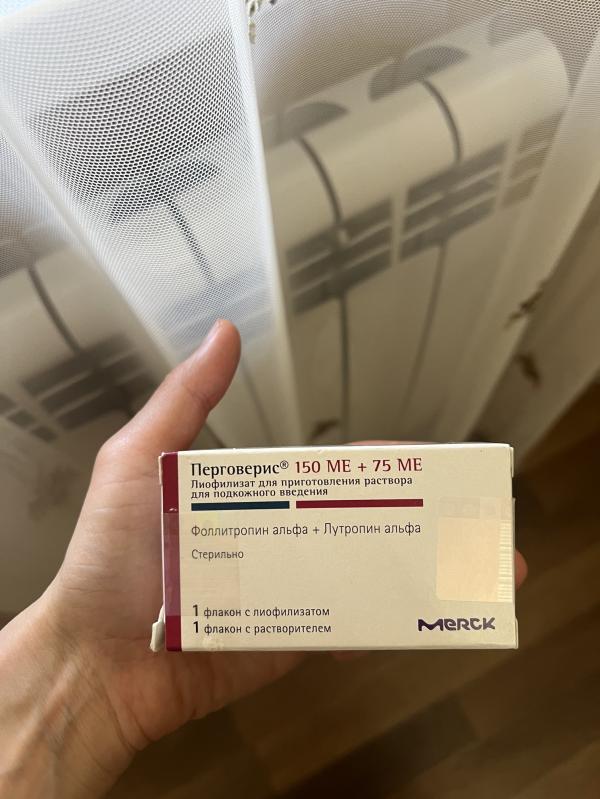 Перговерис® 150 МЕ + 75 МЕ
Лиофилизат для приготовления раствора
для подкожного введения
Фоллитропин альфа + Лутропин альфа
Стерильно
1 флакон с лиофилизатом
1 флакон с растворителем
Merck